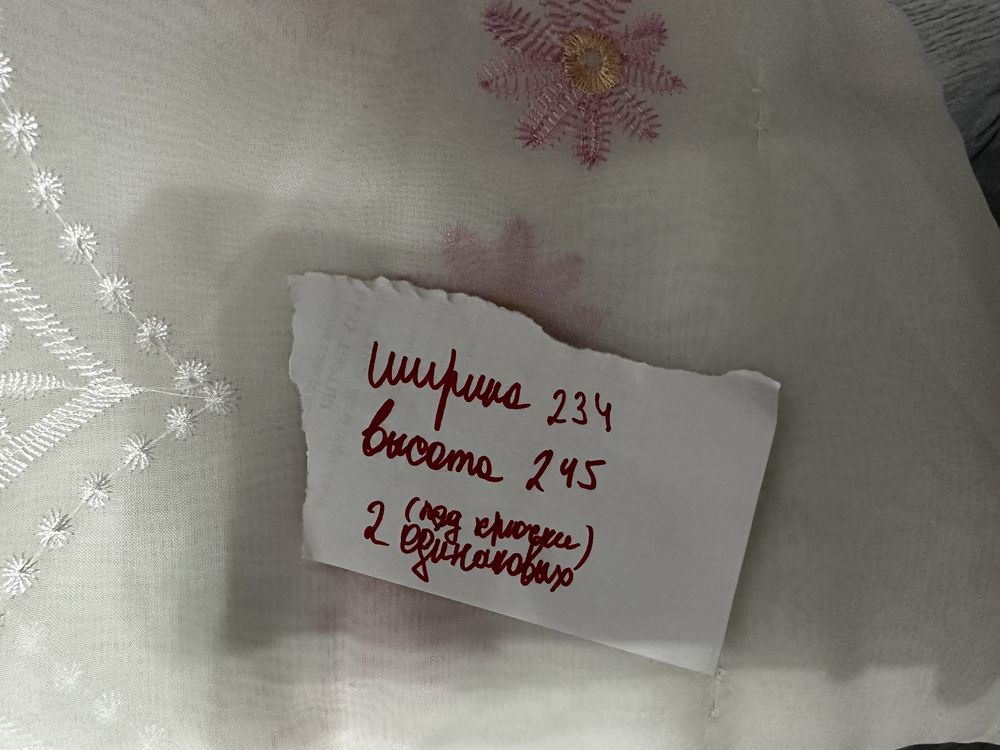 ширина 234
высота 245
(под крючки)
2 одинаковых